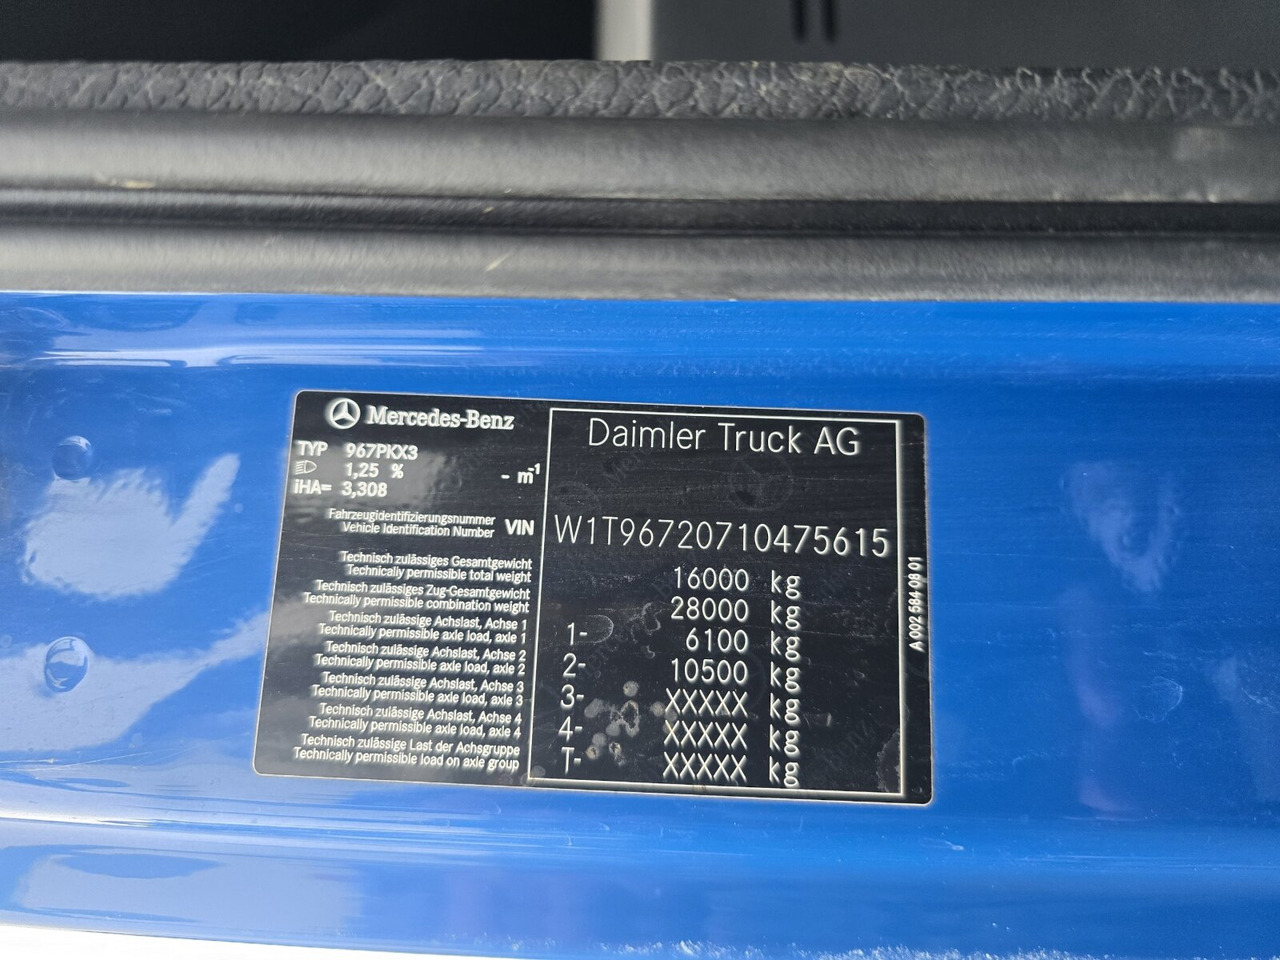 Mercedes-Benz
Daimler Truck AG
TYP 967PKX3
1,25 % - m-1
iHA= 3,308
Fahrzeugidentifizierungsnummer
Vehicle Identification Number VIN W1T96720710475615
Technisch zulässiges Gesamtgewicht
Technically permissible total weight 16000 kg
Technisch zulässiges Zug-Gesamtgewicht
Technically permissible combination weight 28000 kg
Technisch zulässige Achslast, Achse 1
Technically permissible axle load, axle 1 1- 6100 kg
Technisch zulässige Achslast, Achse 2
Technically permissible axle load, axle 2 2- 10500 kg
Technisch zulässige Achslast, Achse 3
Technically permissible axle load, axle 3 3- XXXXX kg
Technisch zulässige Achslast, Achse 4
Technically permissible axle load, axle 4 4- XXXXX kg
Technisch zulässige Last der Achsgruppe
Technically permissible load on axle group T- XXXXX kg
A 002 584 08 01